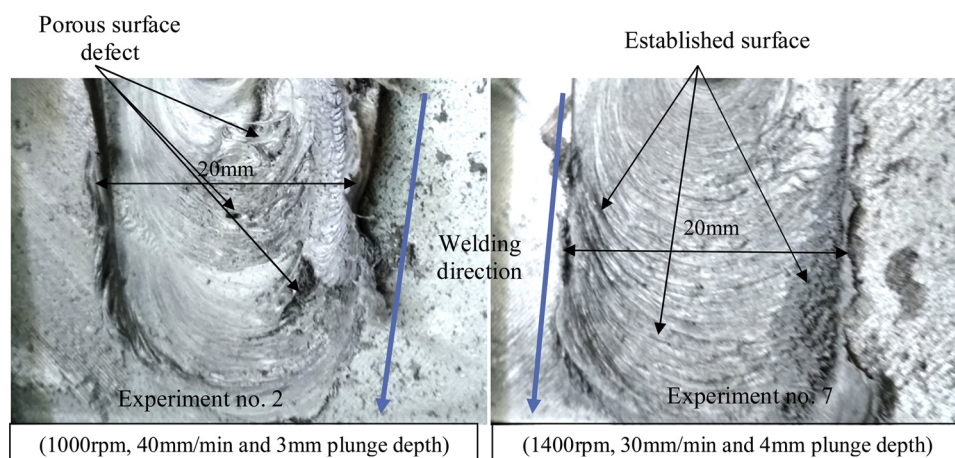 Porous surface
defect
20mm
Experiment no. 2
(1000rpm, 40mm/min and 3mm plunge depth)
Welding
direction
Established surface
20mm
Experiment no. 7
(1400rpm, 30mm/min and 4mm plunge depth)